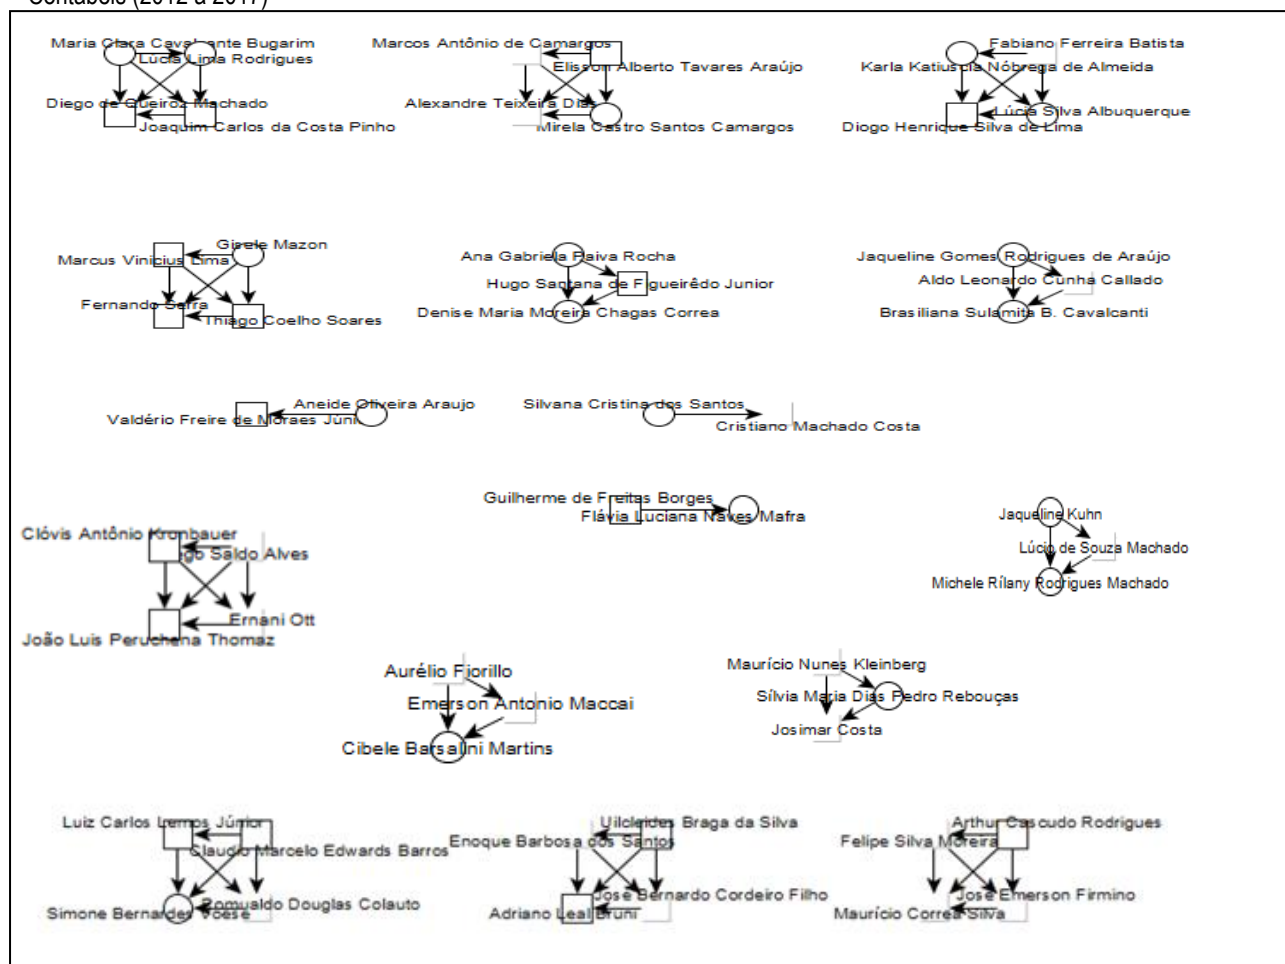 Contábeis (2012 a 2017)
Maria Clara Cavalcante Bugarim
Lúcia Lima Rodrigues
Diego de Queiroz Machado
Joaquim Carlos da Costa Pinho
Marcos Antônio de Camargos
Elisson Alberto Tavares Araújo
Alexandre Teixeira Dias
Mirela Castro Santos Camargos
Fabiano Ferreira Batista
Karla Katiuscia Nóbrega de Almeida
Lúcia Silva Albuquerque
Diogo Henrique Silva de Lima
Gisele Mazon
Marcus Vinicius Lima
Fernando Serra
Thiago Coelho Soares
Ana Gabriela Paiva Rocha
Hugo Santana de Figueirêdo Junior
Denise Maria Moreira Chagas Correa
Jaqueline Gomes Rodrigues de Araújo
Aldo Leonardo Cunha Callado
Brasiliana Sulamita B. Cavalcanti
Aneide Oliveira Araujo
Valdério Freire de Moraes Júni
Silvana Cristina dos Santos
Cristiano Machado Costa
Guilherme de Freitas Borges
Flávia Luciana Naves Mafra
Jaqueline Kuhn
Lúcio de Souza Machado
Michele Rílany Rodrigues Machado
Clóvis Antônio Kronbauer
ego Saldo Alves
Ernani Ott
João Luis Peruchena Thomaz
Aurélio Fiorillo
Emerson Antonio Maccai
Cibele Barsalini Martins
Maurício Nunes Kleinberg
Sílvia Maria Dias Pedro Rebouças
Josimar Costa
Luiz Carlos Lemos Júnior
Claudio Marcelo Edwards Barros
Romualdo Douglas Colauto
Simone Bernardes Voese
Uilcleides Braga da Silva
Enoque Barbosa dos Santos
José Bernardo Cordeiro Filho
Adriano Leal Bruni
Arthur Cascudo Rodrigues
Felipe Silva Moreira
José Emerson Firmino
Maurício Correa Silva